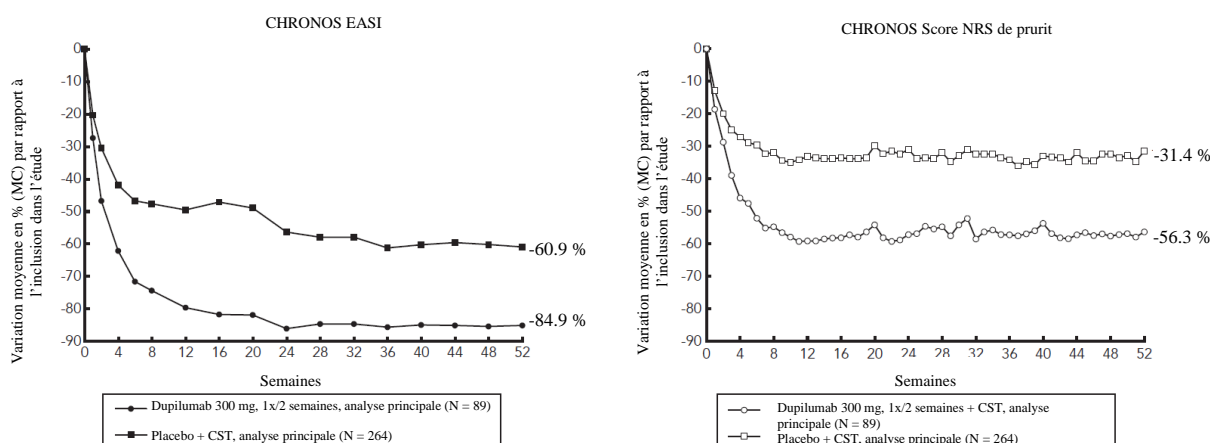 CHRONOS EASI
Variation moyenne en % (MC) par rapport à
l’inclusion dans l’étude
0
-10
-20
-30
-40
-50
-60
-70
-80
-90
-60.9 %
-84.9 %
0 4 8 12 16 20 24 28 32 36 40 44 48 52
Semaines
Dupilumab 300 mg, 1x/2 semaines, analyse principale (N = 89)
Placebo + CST, analyse principale (N = 264)
CHRONOS Score NRS de prurit
Variation moyenne en % (MC) par rapport à
l’inclusion dans l’étude
0
-10
-20
-30
-40
-50
-60
-70
-80
-90
-31.4 %
-56.3 %
0 4 8 12 16 20 24 28 32 36 40 44 48 52
Semaines
Dupilumab 300 mg, 1x/2 semaines + CST, analyse
principale (N = 89)
Placebo + CST, analyse principale (N = 264)